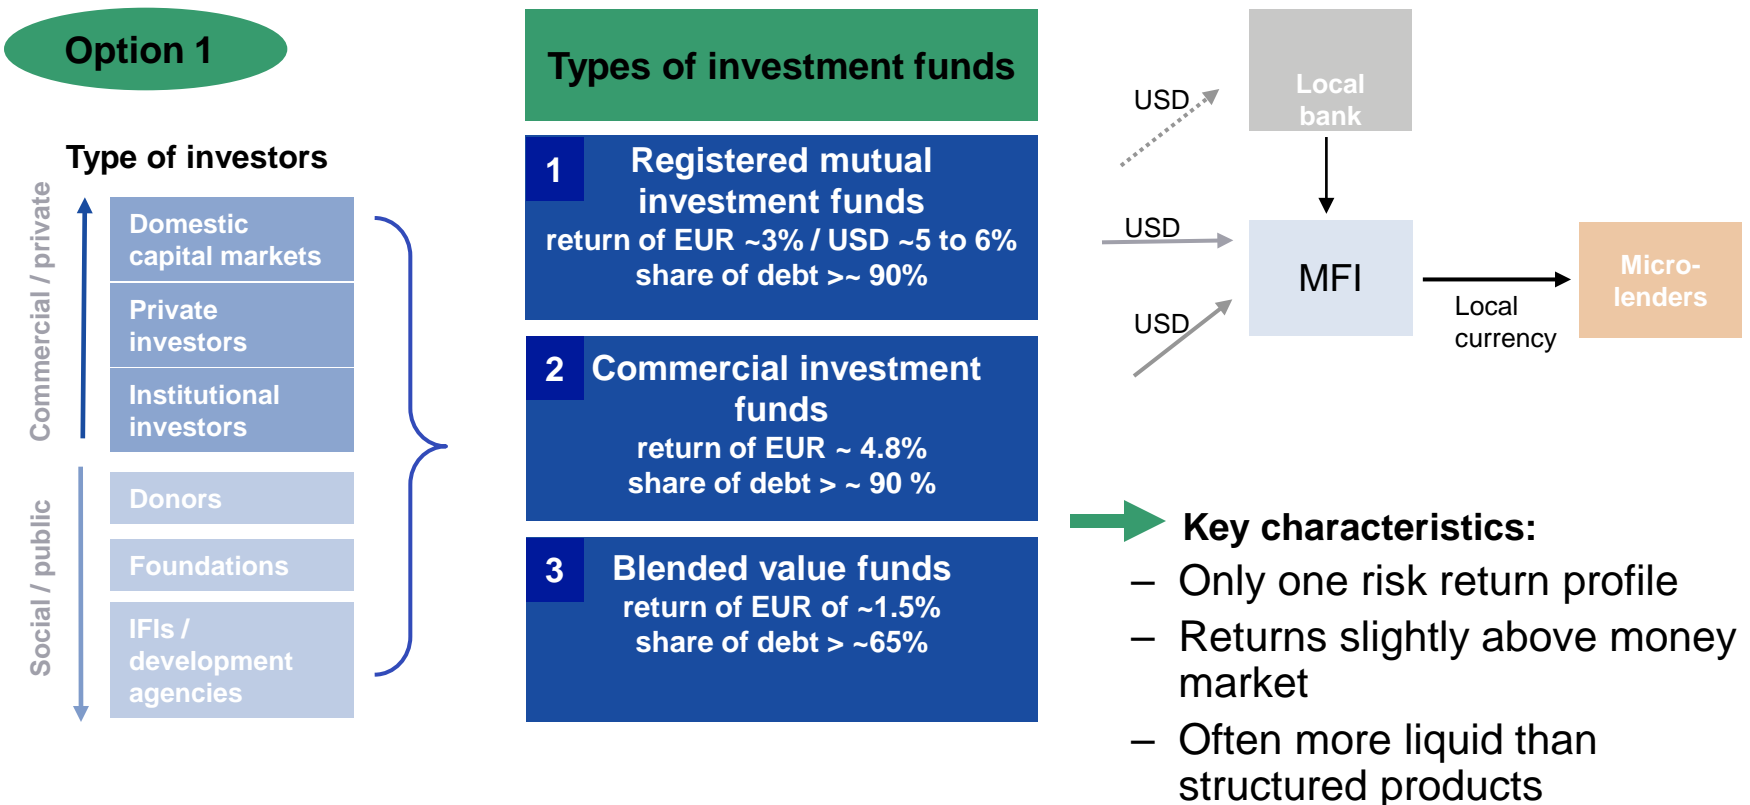 Option 1
Type of investors
Commercial / private
Social / public
Domestic
capital markets
Private
investors
Institutional
investors
Donors
Foundations
IFIs /
development
agencies
Types of investment funds
1
Registered mutual
investment funds
return of EUR ~3% / USD ~5 to 6%
share of debt >~ 90%
2
Commercial investment
funds
return of EUR ~ 4.8%
share of debt > ~ 90 %
3
Blended value funds
return of EUR of ~1.5%
share of debt > ~65%
USD
Local
bank
USD
USD
MFI
Local
currency
Micro-
lenders
Key characteristics:
– Only one risk return profile
– Returns slightly above money
market
– Often more liquid than
structured products